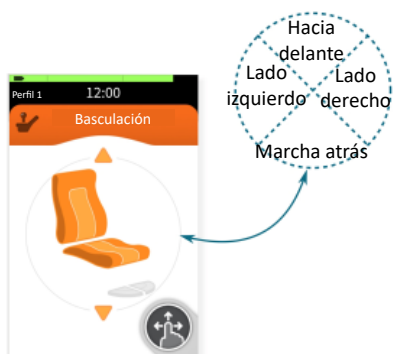 Hacia
delante
Lado
izquierdo
Lado
derecho
Marcha atrás
Perfil 1
12:00
Basculación